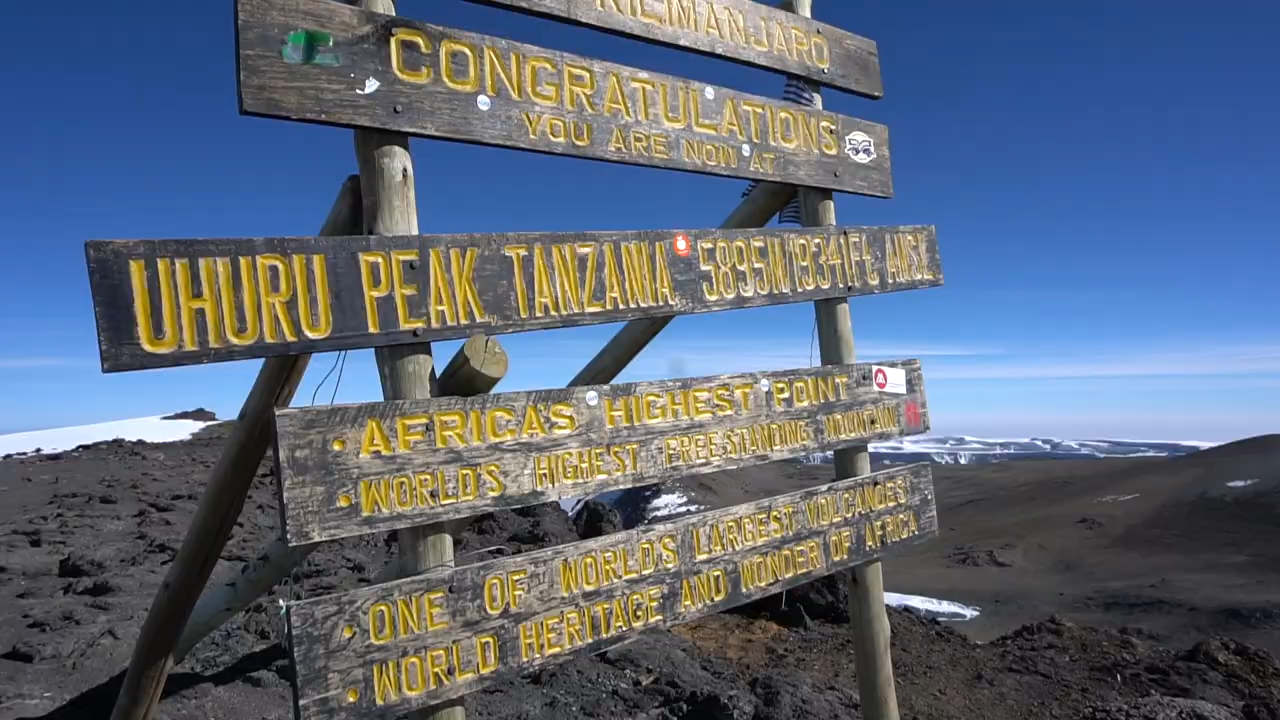 KILIMANJARO
CONGRATULATIONS
YOU ARE NOW AT
UHURU PEAK, TANZANIA 5895M/19341FT AMSL
• AFRICA'S HIGHEST POINT
• WORLD'S HIGHEST FREE-STANDING MOUNTAIN
• ONE OF WORLD'S LARGEST VOLCANOES!
• WORLD HERITAGE AND WONDER OF AFRICA